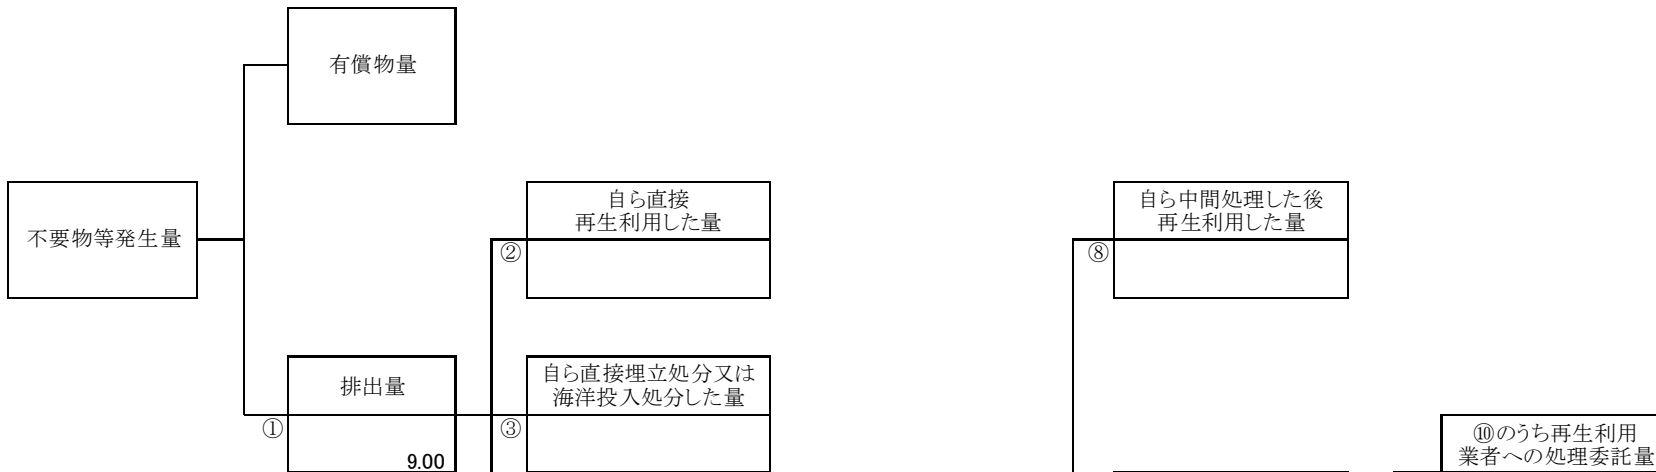 有償物量
不要物等発生量
自ら直接
再生利用した量
②
自ら中間処理した後
再生利用した量
⑧
排出量
①
9.00
自ら直接埋立処分又は
海洋投入処分した量
③
⑩のうち再生利用
業者への処理委託量